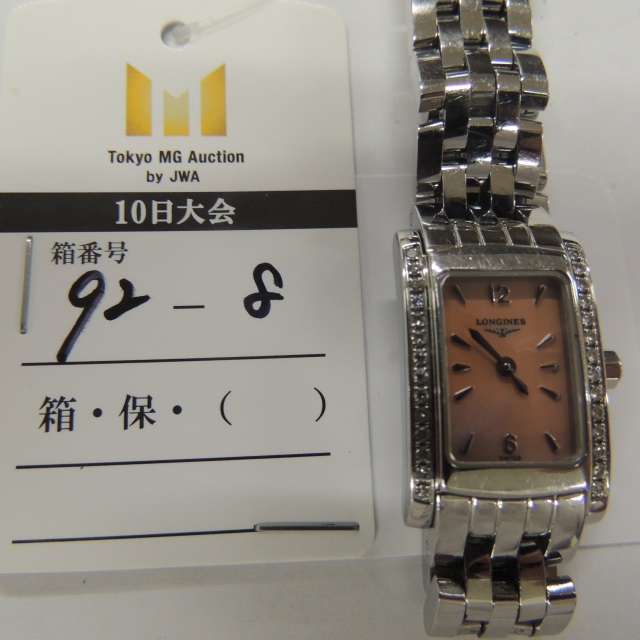 Tokyo MG Auction
by JWA
10日大会
箱番号
92-8
箱・保・(     )
12
LONGINES
6